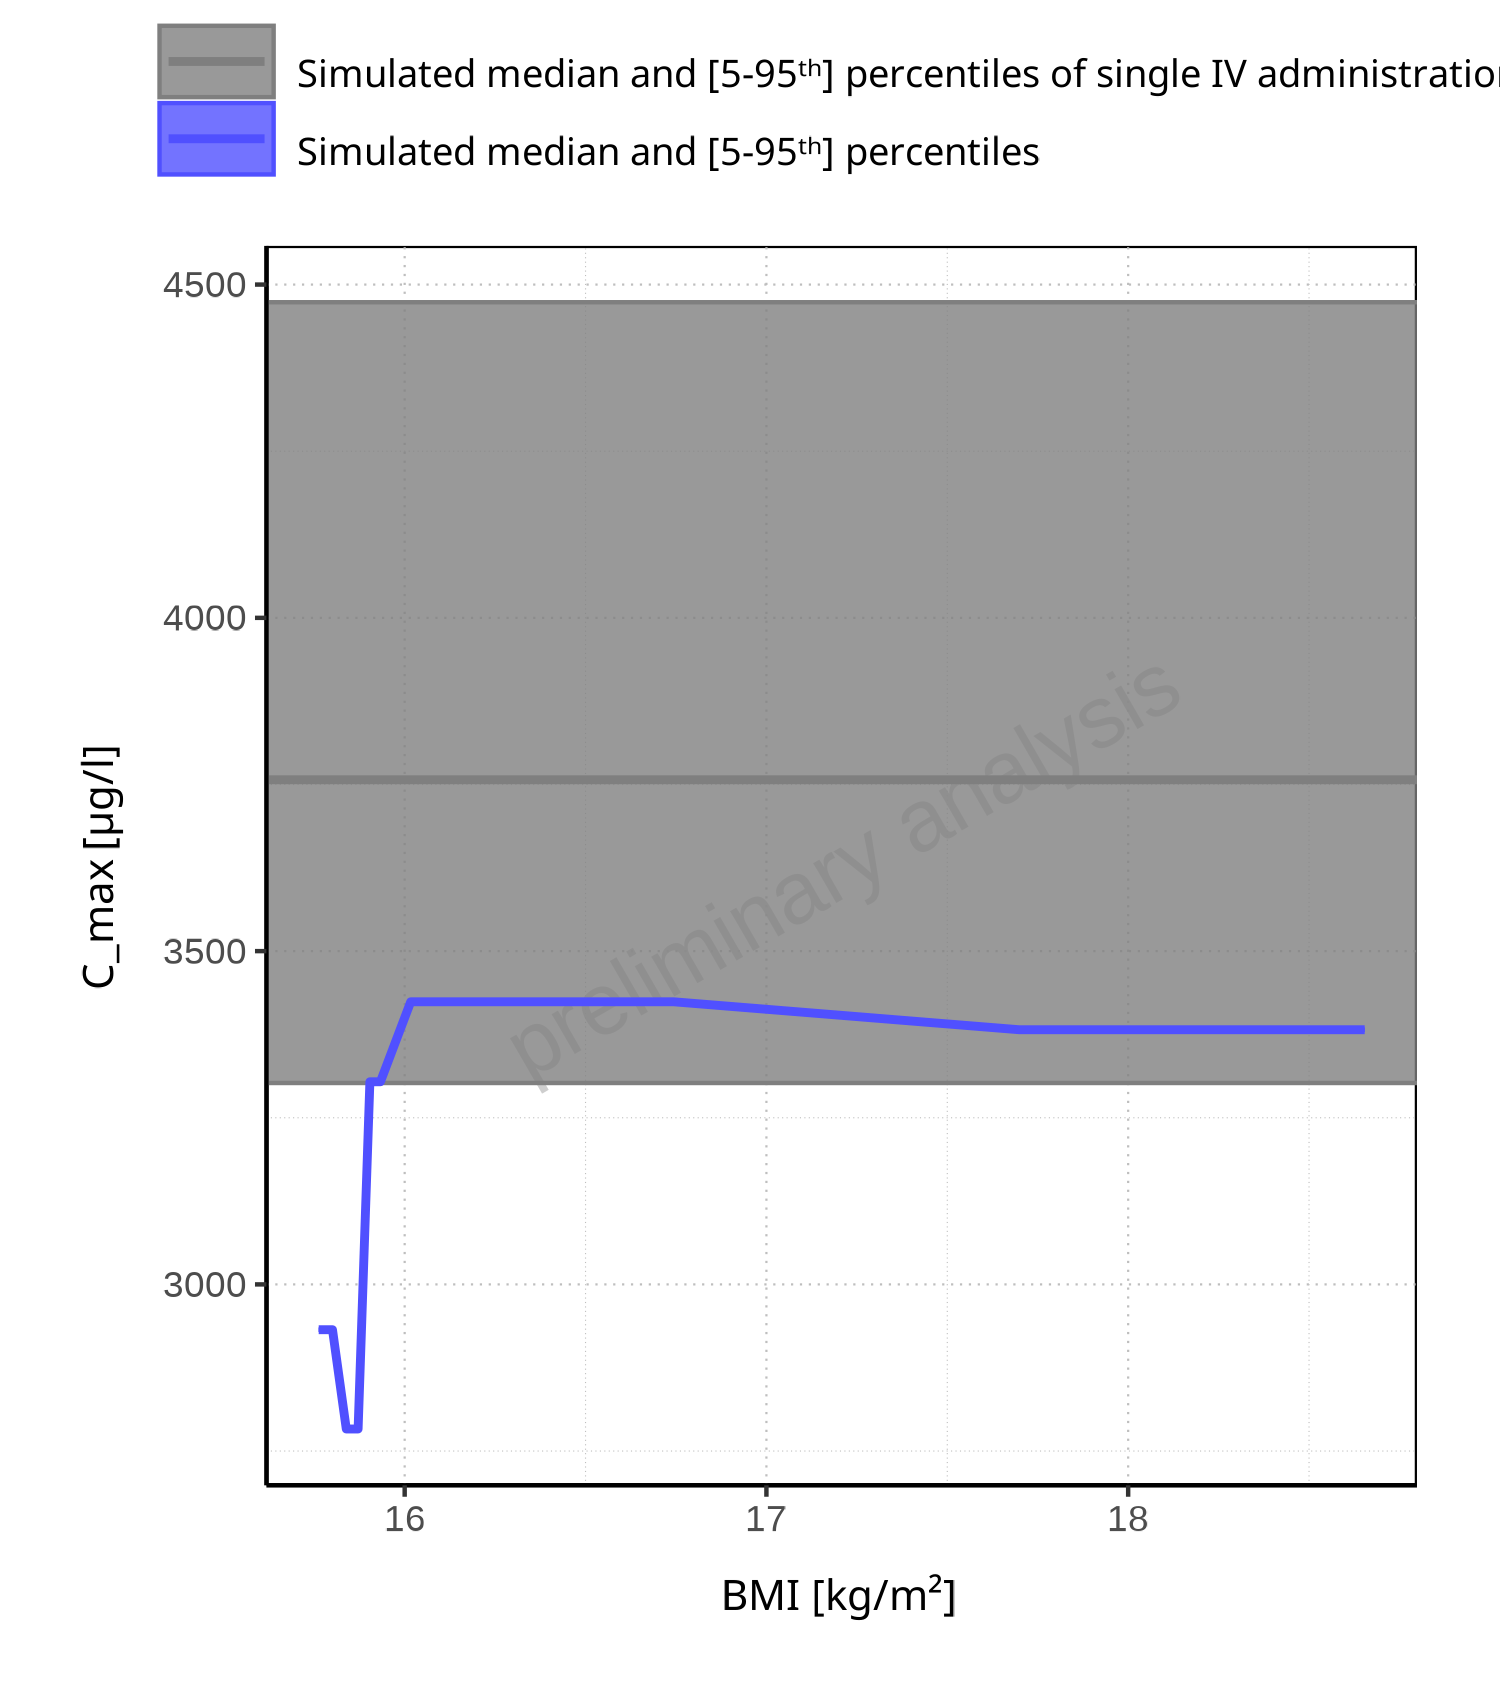 Simulated median and [5-95ᵗʰ] percentiles of single IV administration
Simulated median and [5-95ᵗʰ] percentiles
4500
4000
3500
3000
C_max [µg/l]
preliminary analysis
16 17 18
BMI [kg/m²]